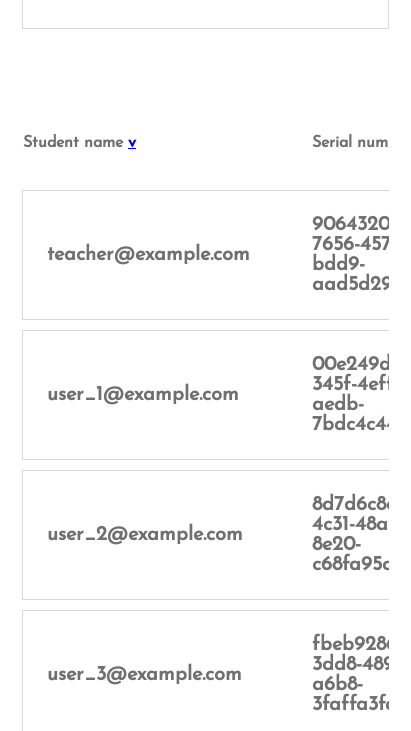 Student name v
Serial num
9064320
7656-457
teacher@example.com
bdd9-
aad5d29
00e249d
345f-4ef
user_1@example.com
aedb-
7bdc4c4
8d7d6c8
4c31-48a
user_2@example.com
8e20-
c68fa95
fbeb928
3dd8-489
user_3@example.com
a6b8-
3faffa3f